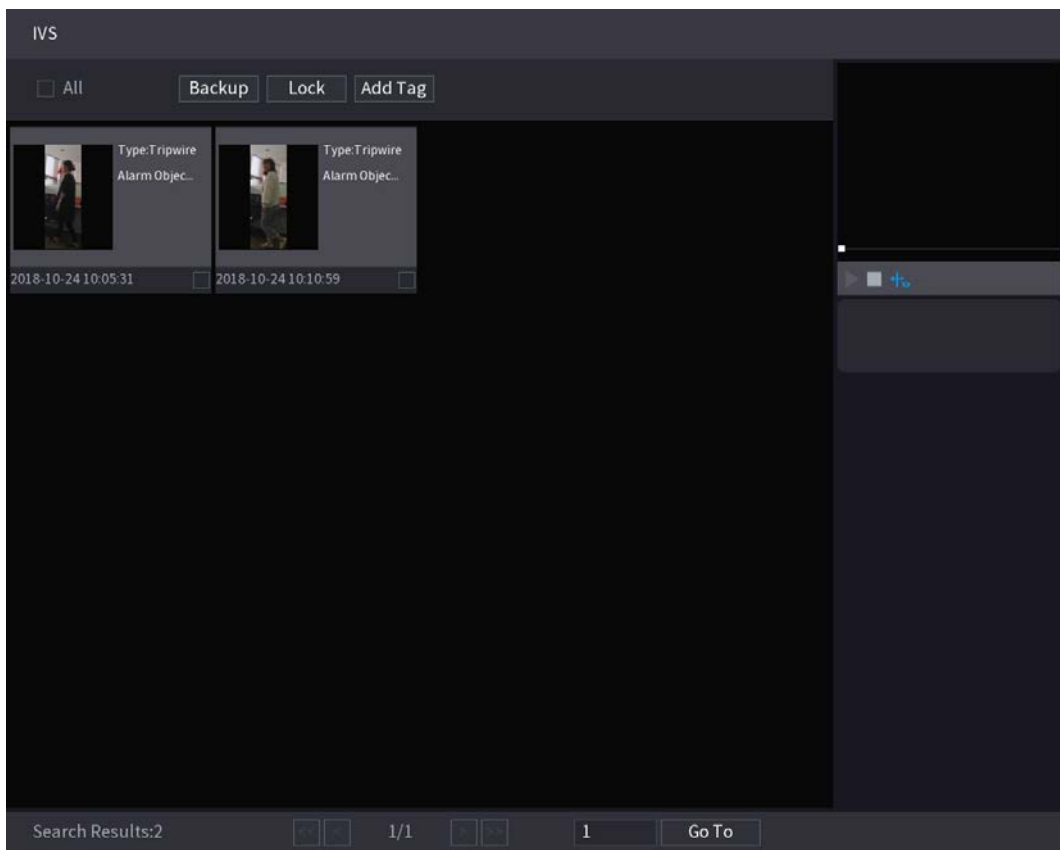 IVS
All
Backup
Lock
Add Tag
Type:Tripwire
Alarm Objec...
2018-10-24 10:05:31
Type:Tripwire
Alarm Objec...
2018-10-24 10:10:59
Search Results:2
<<
<
1/1
>
>>
1
Go To